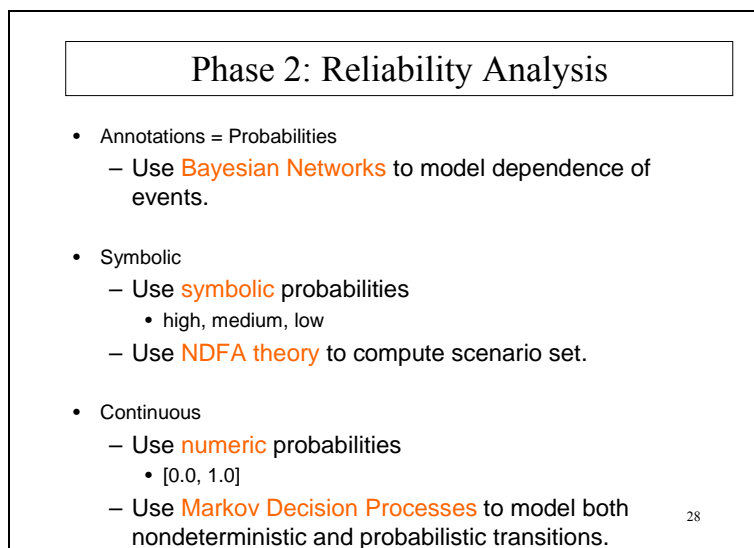 Phase 2: Reliability Analysis
• Annotations = Probabilities
– Use Bayesian Networks to model dependence of
events.
• Symbolic
– Use symbolic probabilities
• high, medium, low
– Use NDFA theory to compute scenario set.
• Continuous
– Use numeric probabilities
• [0.0, 1.0]
– Use Markov Decision Processes to model both
nondeterministic and probabilistic transitions.
28